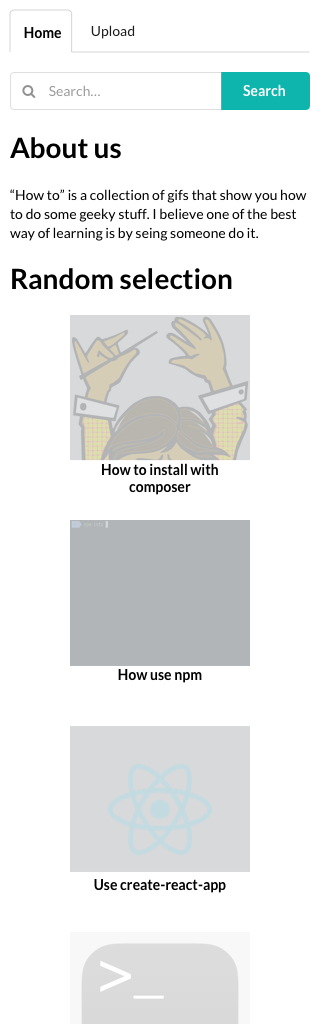 Home
Upload
Search...
Search
About us
“How to” is a collection of gifs that show you how
to do some geeky stuff. I believe one of the best
way of learning is by seing someone do it.
Random selection
How to install with
composer
How use npm
Use create-react-app
>_